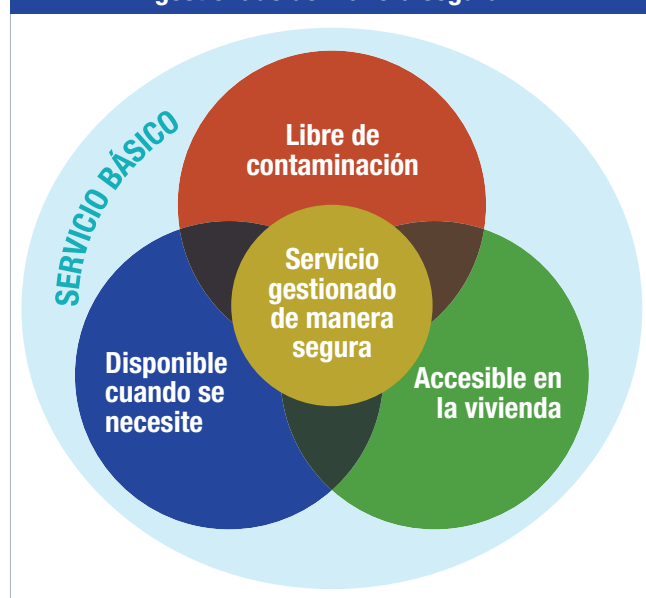 SERVICIO BÁSICO
Libre de
contaminación
Servicio
gestionado
de manera
segura
Disponible
cuando se
necesite
Accesible en
la vivienda